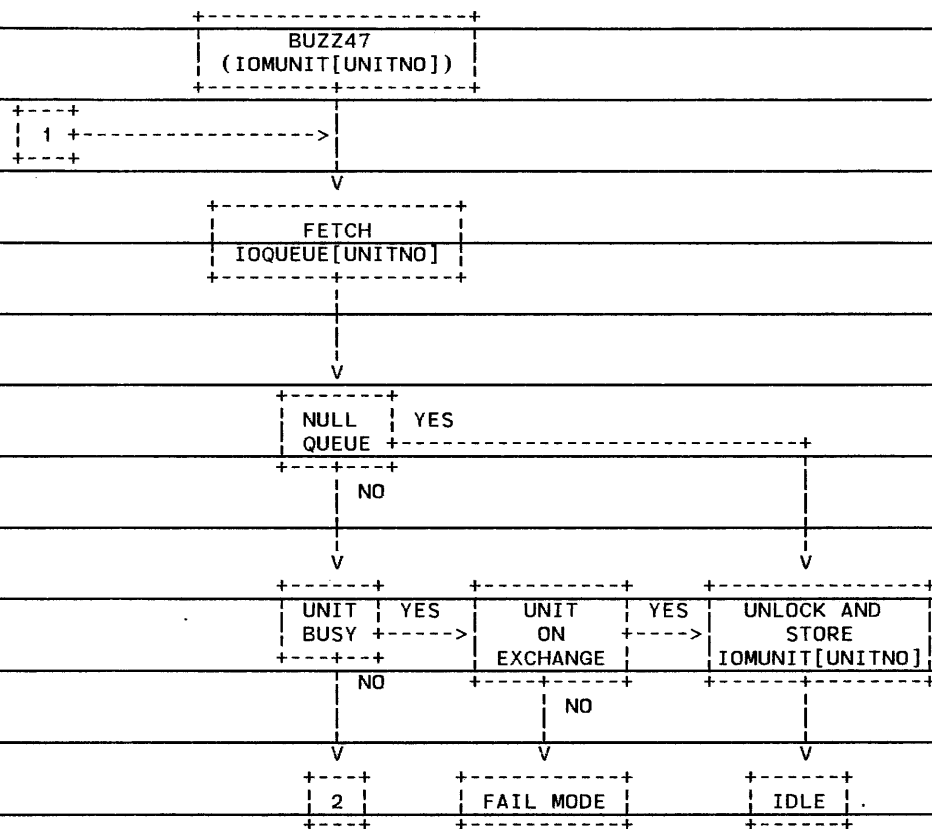 BUZZ47
(IOMUNIT[UNITNO])
1
FETCH
IOQUEUE[UNITNO]
NULL
QUEUE
YES
NO
UNIT
BUSY
YES
UNIT
ON
EXCHANGE
YES
UNLOCK AND
STORE
IOMUNIT[UNITNO]
NO
NO
2
FAIL MODE
IDLE